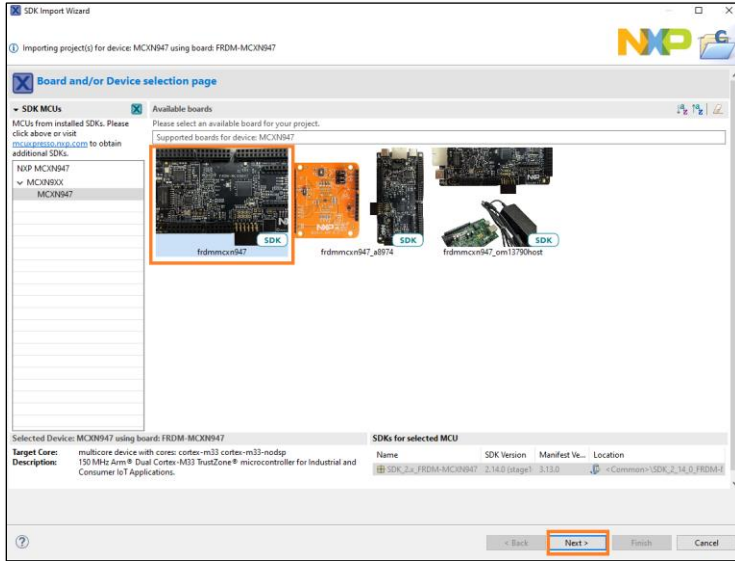 SDK Import Wizard
Importing project(s) for device: MCXN947 using board: FRDM-MCXN947
NXP
Board and/or Device selection page
SDK MCUs
MCUs from installed SDKs. Please
click above or visit
mcuxpresso.nxp.com to obtain
additional SDKs.
NXP MCXN947
MCXN9XX
MCXN947
Available boards
Please select an available board for your project.
Supported boards for device: MCXN947
SDK
frdmmcxn947
SDK
frdmmcxn947_a8974
SDK
frdmmcxn947_om13790host
Selected Device: MCXN947 using board: FRDM-MCXN947
Target Core: multicore device with cores: cortex-m33 cortex-m33-nodsp
Description: 150 MHz Arm® Dual Cortex-M33 TrustZone® microcontroller for Industrial and
Consumer IoT Applications.
SDKs for selected MCU
Name SDK Version Manifest Ve... Location
SDK_2.x_FRDM-MCXN947 2.14.0 (stage1 3.13.0 <Common>\SDK_2_14_0_FRDM-
< Back Next > Finish Cancel